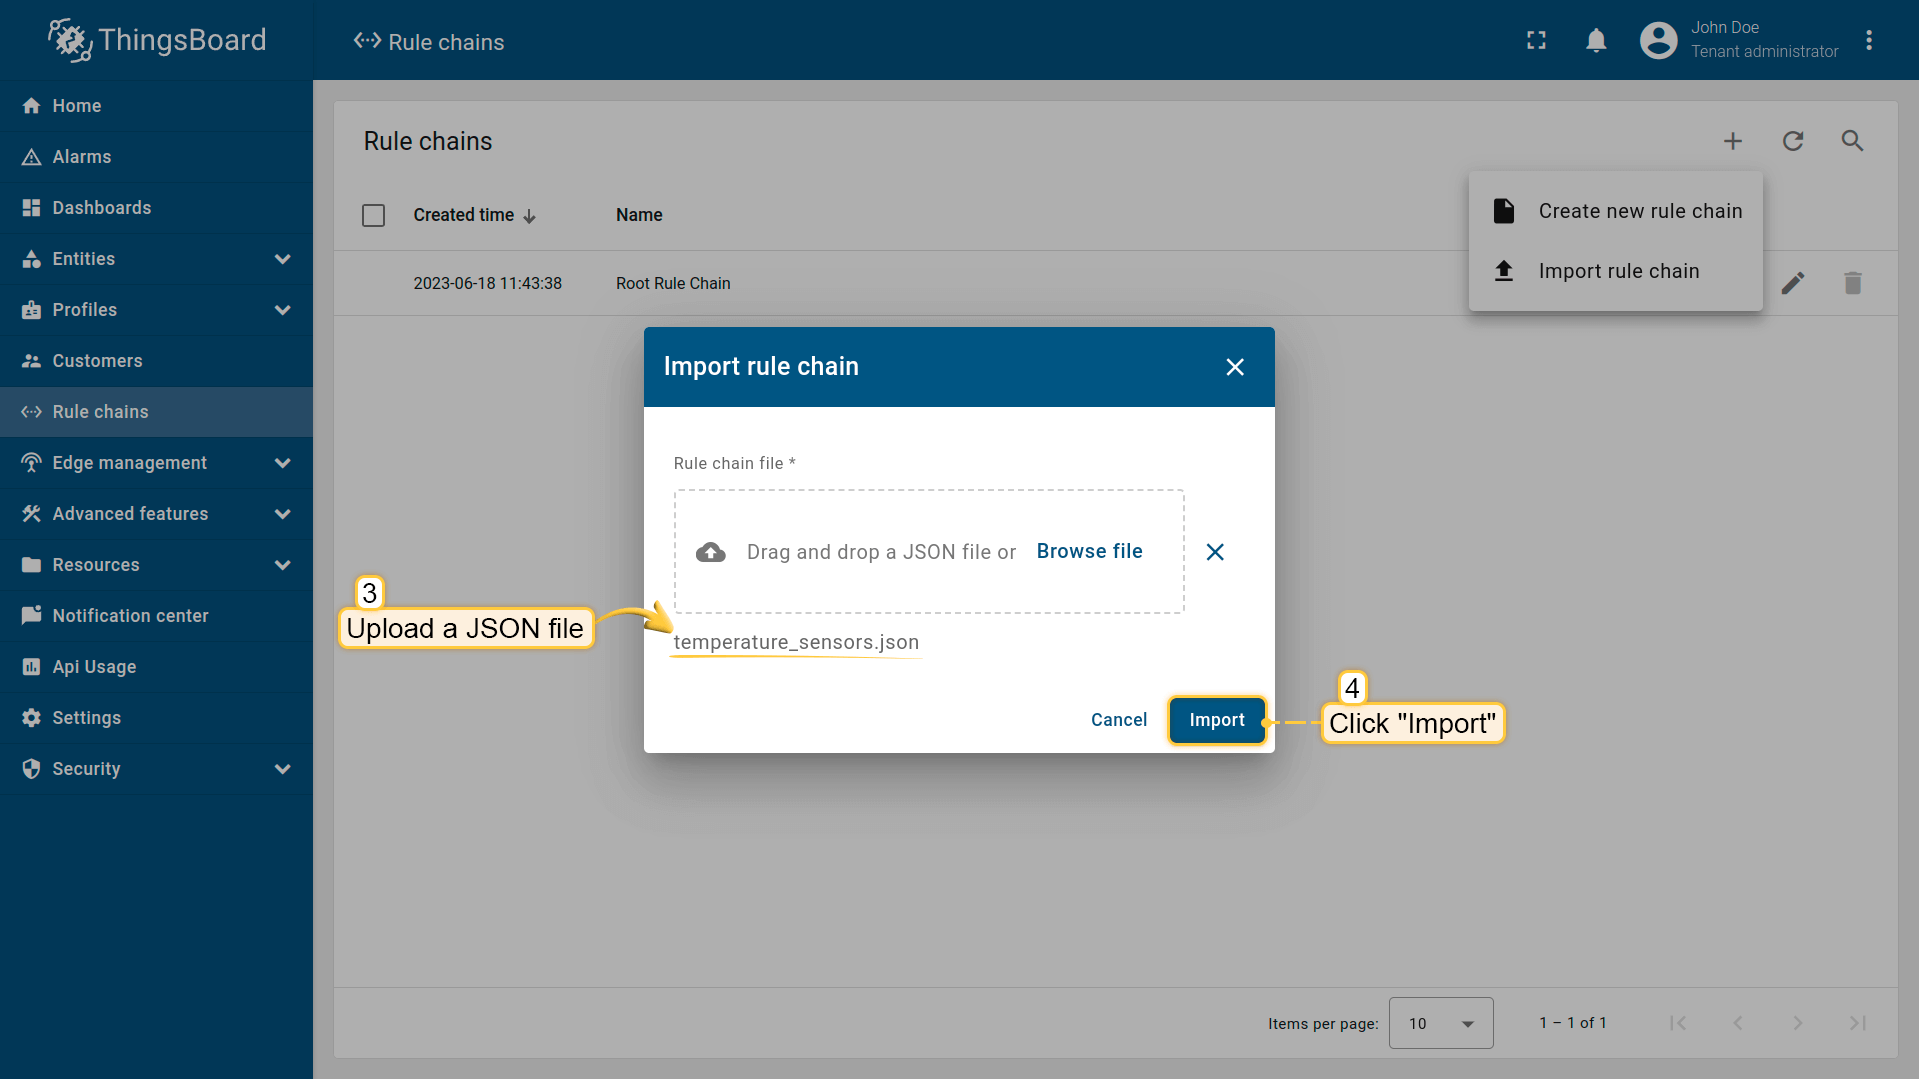 ThingsBoard
Rule chains
John Doe
Tenant administrator
Home
Alarms
Dashboards
Entities
Profiles
Customers
Rule chains
Edge management
Advanced features
Resources
Notification center
Api Usage
Settings
Security
Rule chains
Created time
Name
2023-06-18 11:43:38
Root Rule Chain
Create new rule chain
Import rule chain
Import rule chain
Rule chain file *
Drag and drop a JSON file or Browse file
3
Upload a JSON file
temperature_sensors.json
Cancel
Import
4
Click "Import"
Items per page:
10
1 – 1 of 1